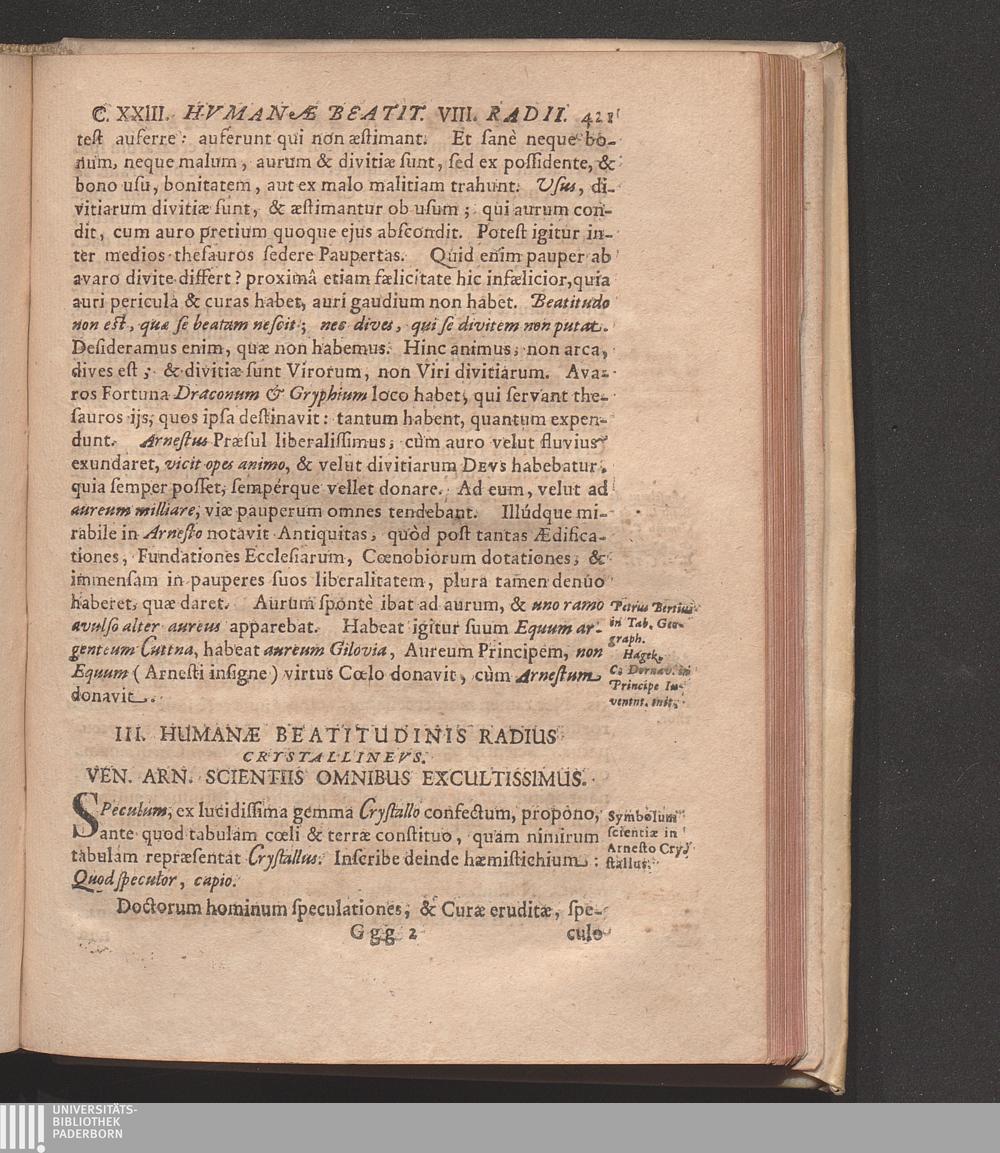 C. XXIII. HVMANÆ BEATIT. VIII. RADII. 421
test auferre: auferunt qui non æstimant. Et sanè neque bo-
num, neque malum, aurum & divitiæ sunt, sed ex possidente, &
bono usu, bonitatem, aut ex malo malitiam trahunt. Usus, di-
vitiarum divitiæ sunt, & æstimantur ob usum; qui aurum con-
dit, cum auro pretium quoque ejus abscondit. Potest igitur in-
ter medios thesauros sedere Paupertas. Quid enim pauper ab
avaro divite differt? proximâ etiam fælicitate hic infælicior, quia
auri pericula & curas habet, auri gaudium non habet. Beatitudo
non est, quæ se beatam nescit; nec dives, qui se divitem non putat.
Desideramus enim, quæ non habemus. Hinc animus, non arca,
dives est; & divitiæ sunt Virorum, non Viri divitiarum. Ava-
ros Fortuna Draconum & Gryphium loco habet, qui servant the-
sauros ijs, quos ipsa destinavit: tantum habent, quantum expen-
dunt. Arnestus Præsul liberalissimus, cùm auro velut fluvius
exundaret, vicit opes animo, & velut divitiarum DEVS habebatur,
quia semper posset, sempérque vellet donare. Ad eum, velut ad
aureum milliare, viæ pauperum omnes tendebant. Illúdque mi-
rabile in Arnesto notavit Antiquitas, quòd post tantas Ædifica-
tiones, Fundationes Ecclesiarum, Cœnobiorum dotationes, &
immensam in pauperes suos liberalitatem, plura tamen denuo
haberet, quæ daret. Aurum spontè ibat ad aurum, & uno ramo
avulso alter aureus apparebat. Habeat igitur suum Equum ar-
genteum Cuttna, habeat aureum Gilovia, Aureum Principem, non
Equum (Arnesti insigne) virtus Cœlo donavit, cùm Arnestum
donavit.
Petrus Bertius
in Tab. Geo-
graph.
Hagek.
C. Dornav. in
Principe Iu-
ventut. init.
III. HUMANÆ BEATITUDINIS RADIUS
CRYSTALLINEVS.
VEN. ARN. SCIENTIIS OMNIBUS EXCULTISSIMUS.
SPeculum, ex lucidissima gemma Crystallo confectum, propono,
ante quod tabulam cœli & terræ constituo, quam nimirum
tabulam repræsentat Crystallus. Inscribe deinde hæmistichium:
Quod speculor, capio.
Symbolum
scientiæ in
Arnesto Cry-
stallus.
Doctorum hominum speculationes, & Curæ eruditæ, spe-
G gg 2 culo
UNIVERSITÄTS-
BIBLIOTHEK
PADERBORN